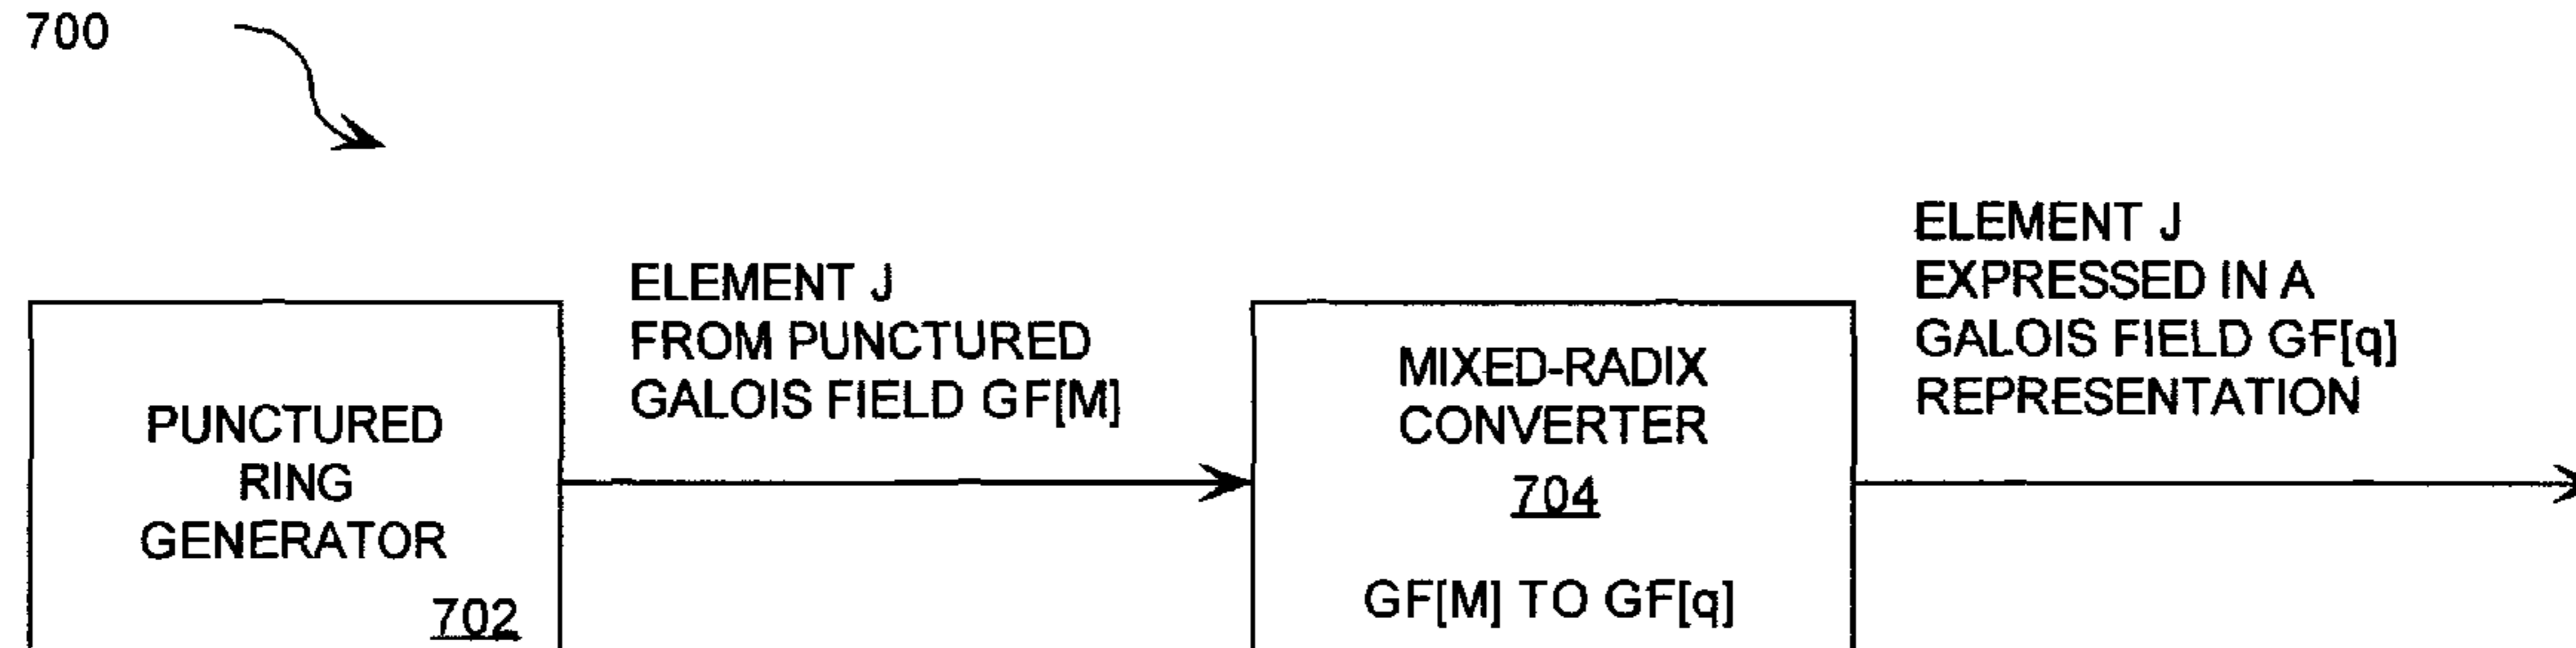 700
PUNCTURED
RING
GENERATOR
702
ELEMENT J
FROM PUNCTURED
GALOIS FIELD GF[M]
MIXED-RADIX
CONVERTER
704
GF[M] TO GF[q]
ELEMENT J
EXPRESSED IN A
GALOIS FIELD GF[q]
REPRESENTATION